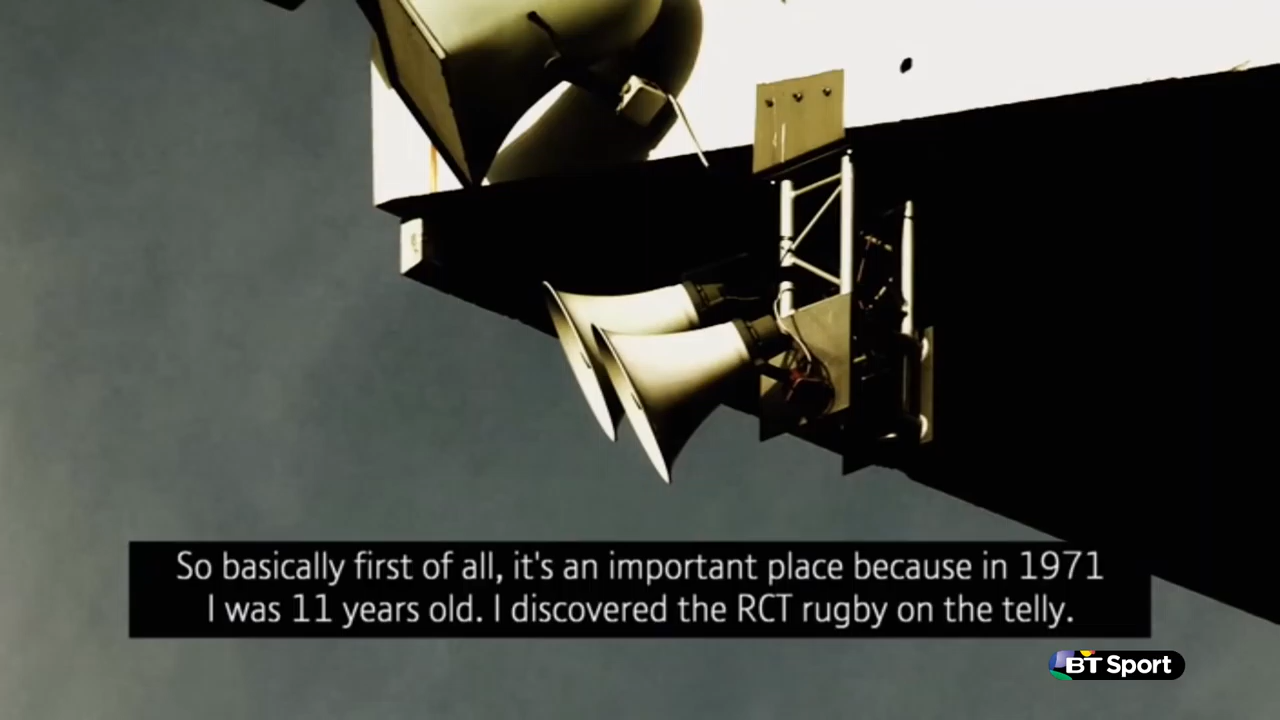 So basically first of all, it's an important place because in 1971
I was 11 years old. I discovered the RCT rugby on the telly.
BT Sport